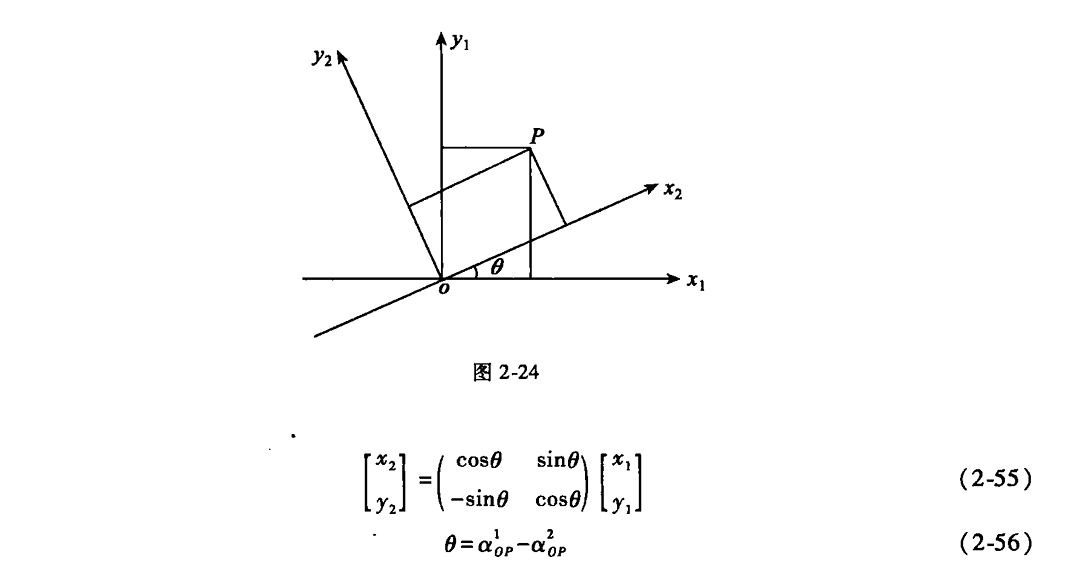 y₁
y₂
P
x₂
θ
o
x₁
图 2-24
[x₂ y₂] = (cosθ sinθ -sinθ cosθ) [x₁ y₁] (2-55)
θ=α¹_OP-α²_OP (2-56)